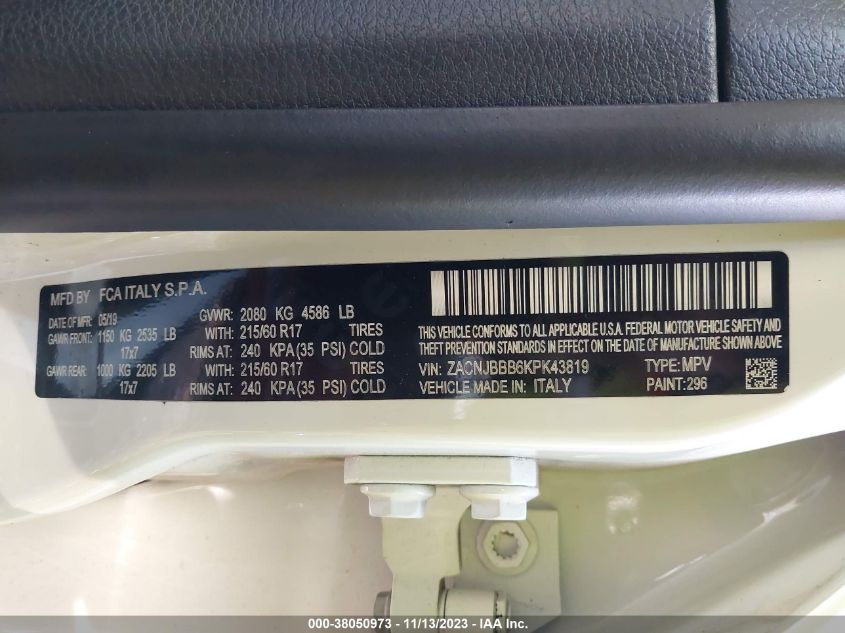 MFD BY FCA ITALY S.P.A.
DATE OF MFR: 05/19 GVWR: 2080 KG 4586 LB
GAWR FRONT: 1150 KG 2535 LB WITH: 215/60 R17 TIRES
17x7 RIMS AT: 240 KPA(35 PSI) COLD
GAWR REAR: 1000 KG 2205 LB WITH: 215/60 R17 TIRES
17x7 RIMS AT: 240 KPA(35 PSI) COLD
THIS VEHICLE CONFORMS TO ALL APPLICABLE U.S.A. FEDERAL MOTOR VEHICLE SAFETY AND
THEFT PREVENTION STANDARDS IN EFFECT ON THE DATE OF MANUFACTURE SHOWN ABOVE.
VIN: ZACNJBBB6KPK43819 TYPE: MPV
VEHICLE MADE IN: ITALY PAINT: 296
000-38050973 - 11/13/2023 - IAA Inc.